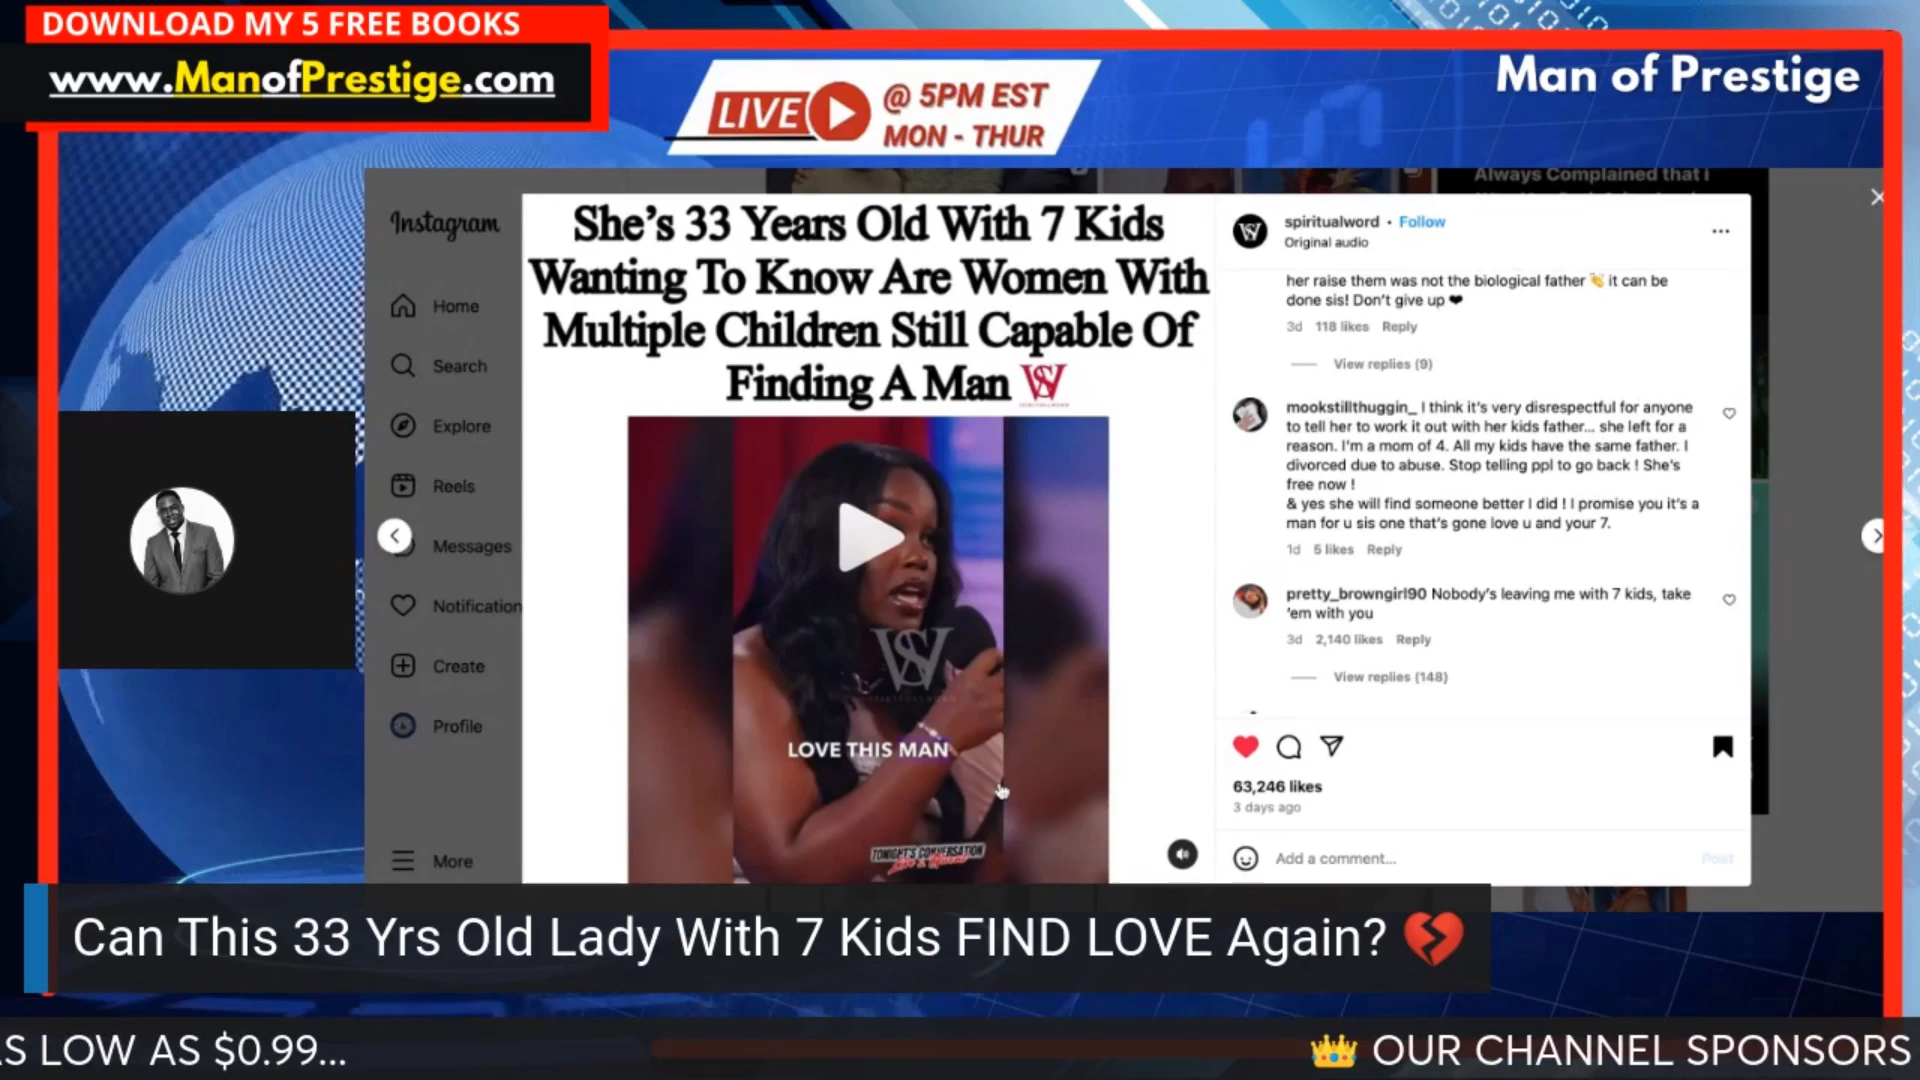 DOWNLOAD MY 5 FREE BOOKS
www.ManofPrestige.com
LIVE
@ 5PM EST
MON - THUR
Man of Prestige
Always Complained that i
Instagram
Home
Search
Explore
Reels
Messages
Notification
Create
Profile
More
She's 33 Years Old With 7 Kids
Wanting To Know Are Women With
Multiple Children Still Capable Of
Finding A Man
LOVE THIS MAN
TONIGHT'S CONVERSATION
spiritualword • Follow
Original audio
her raise them was not the biological father 👏 it can be
done sis! Don't give up ❤
3d 118 likes Reply
View replies (9)
mookstillthuggin_ I think it's very disrespectful for anyone
to tell her to work it out with her kids father... she left for a
reason. I'm a mom of 4. All my kids have the same father. I
divorced due to abuse. Stop telling ppl to go back ! She's
free now !
& yes she will find someone better I did ! I promise you it's a
man for u sis one that's gone love u and your 7.
1d 5 likes Reply
pretty_browngirl90 Nobody's leaving me with 7 kids, take
'em with you
3d 2,140 likes Reply
View replies (148)
63,246 likes
3 days ago
Add a comment...
Post
Can This 33 Yrs Old Lady With 7 Kids FIND LOVE Again? 💔
AS LOW AS $0.99...
👑 OUR CHANNEL SPONSORS